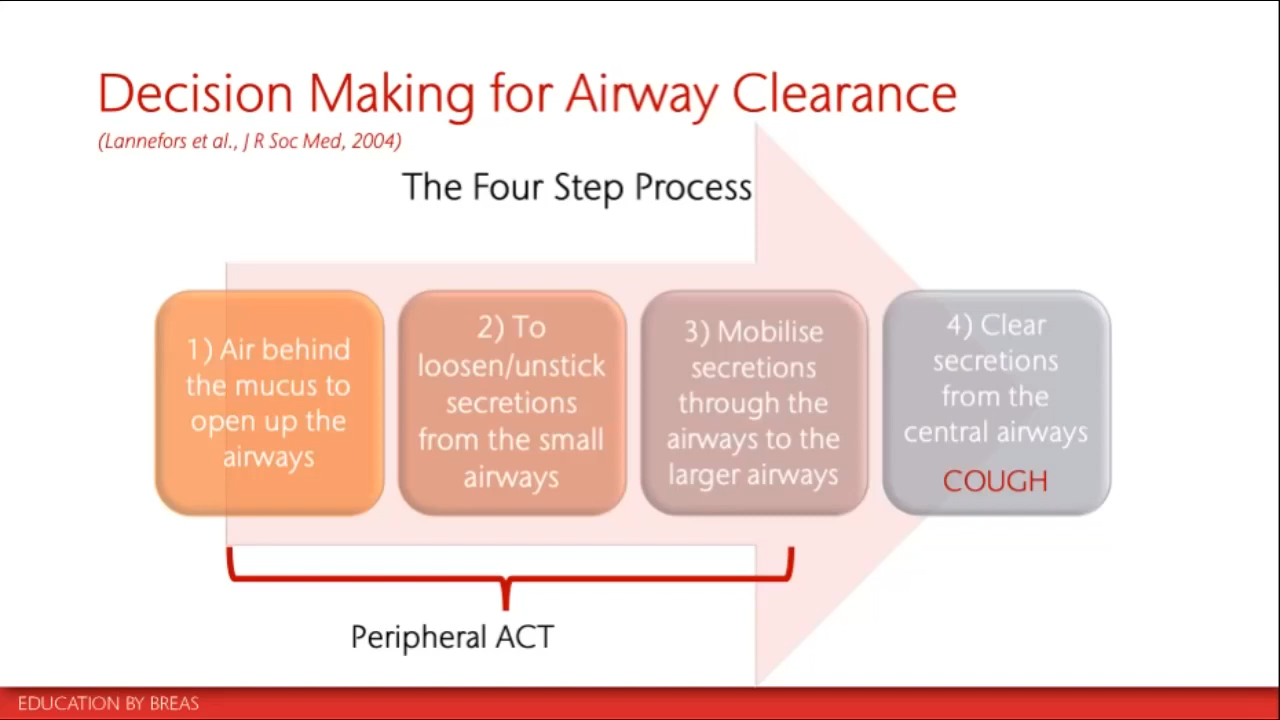 Decision Making for Airway Clearance
(Lannefors et al., J R Soc Med, 2004)
The Four Step Process
1) Air behind
the mucus to
open up the
airways
2) To
loosen/unstick
secretions
from the small
airways
3) Mobilise
secretions
through the
airways to the
larger airways
4) Clear
secretions
from the
central airways
COUGH
Peripheral ACT
EDUCATION BY BREAS